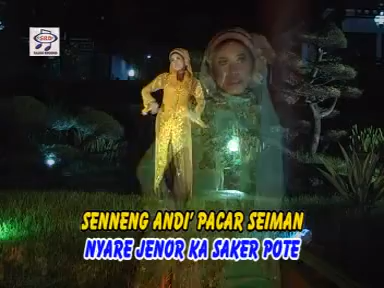 SENNENG ANDI' PACAR SEIMAN
NYARE JENOR KA SAKER POTE